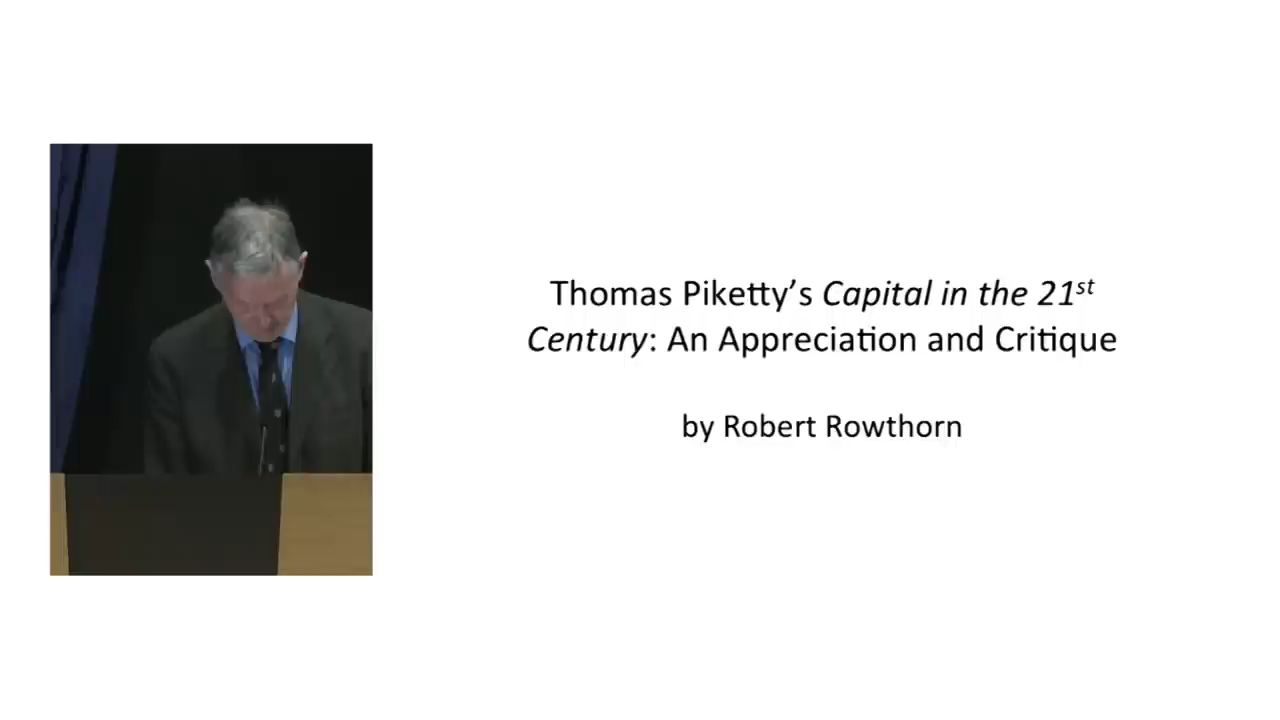 Thomas Piketty’s Capital in the 21st
Century: An Appreciation and Critique
by Robert Rowthorn